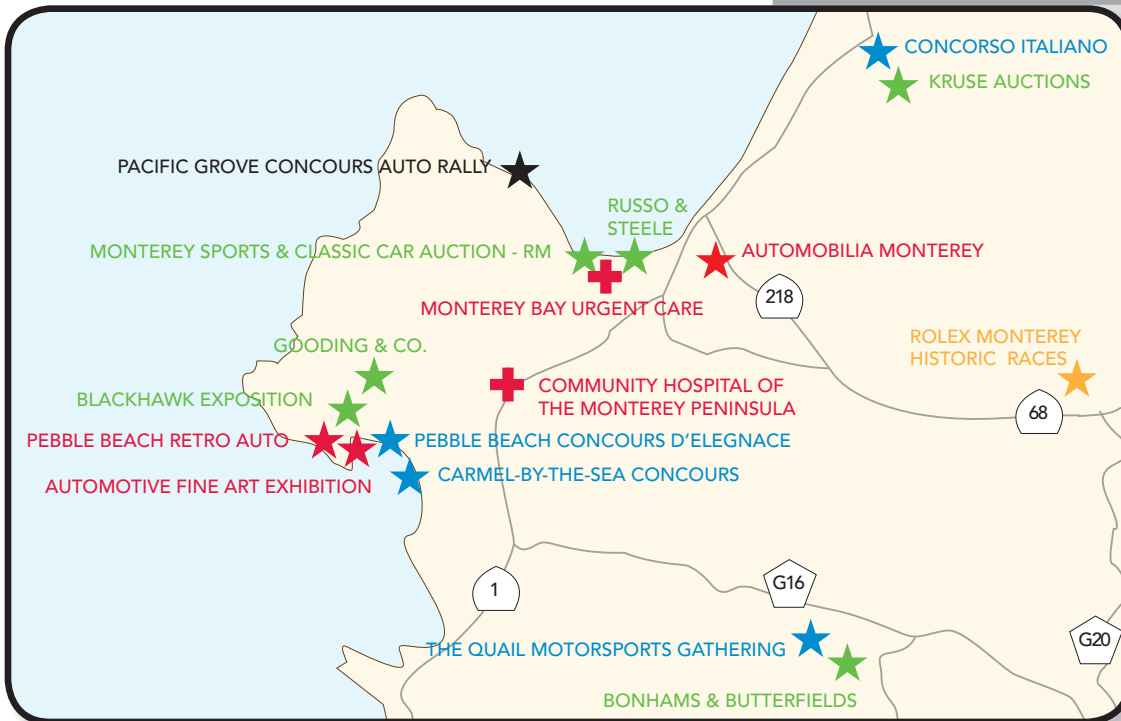 CONCORSO ITALIANO
KRUSE AUCTIONS
PACIFIC GROVE CONCOURS AUTO RALLY
RUSSO &
STEELE
MONTEREY SPORTS & CLASSIC CAR AUCTION - RM
AUTOMOBILIA MONTEREY
MONTEREY BAY URGENT CARE
218
ROLEX MONTEREY
HISTORIC RACES
GOODING & CO.
COMMUNITY HOSPITAL OF
THE MONTEREY PENINSULA
BLACKHAWK EXPOSITION
68
PEBBLE BEACH RETRO AUTO
PEBBLE BEACH CONCOURS D'ELEGNACE
CARMEL-BY-THE-SEA CONCOURS
AUTOMOTIVE FINE ART EXHIBITION
1
G16
THE QUAIL MOTORSPORTS GATHERING
G20
BONHAMS & BUTTERFIELDS